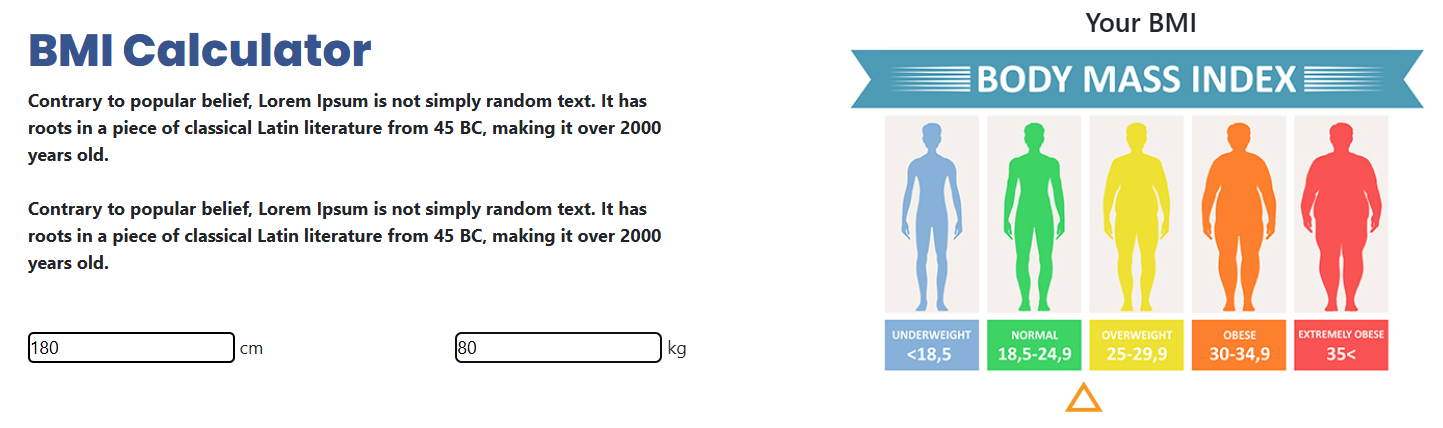 BMI Calculator
Contrary to popular belief, Lorem Ipsum is not simply random text. It has
roots in a piece of classical Latin literature from 45 BC, making it over 2000
years old.
Contrary to popular belief, Lorem Ipsum is not simply random text. It has
roots in a piece of classical Latin literature from 45 BC, making it over 2000
years old.
180 cm
80 kg
Your BMI
BODY MASS INDEX
UNDERWEIGHT
<18,5
NORMAL
18,5-24,9
OVERWEIGHT
25-29,9
OBESE
30-34,9
EXTREMELY OBESE
35<